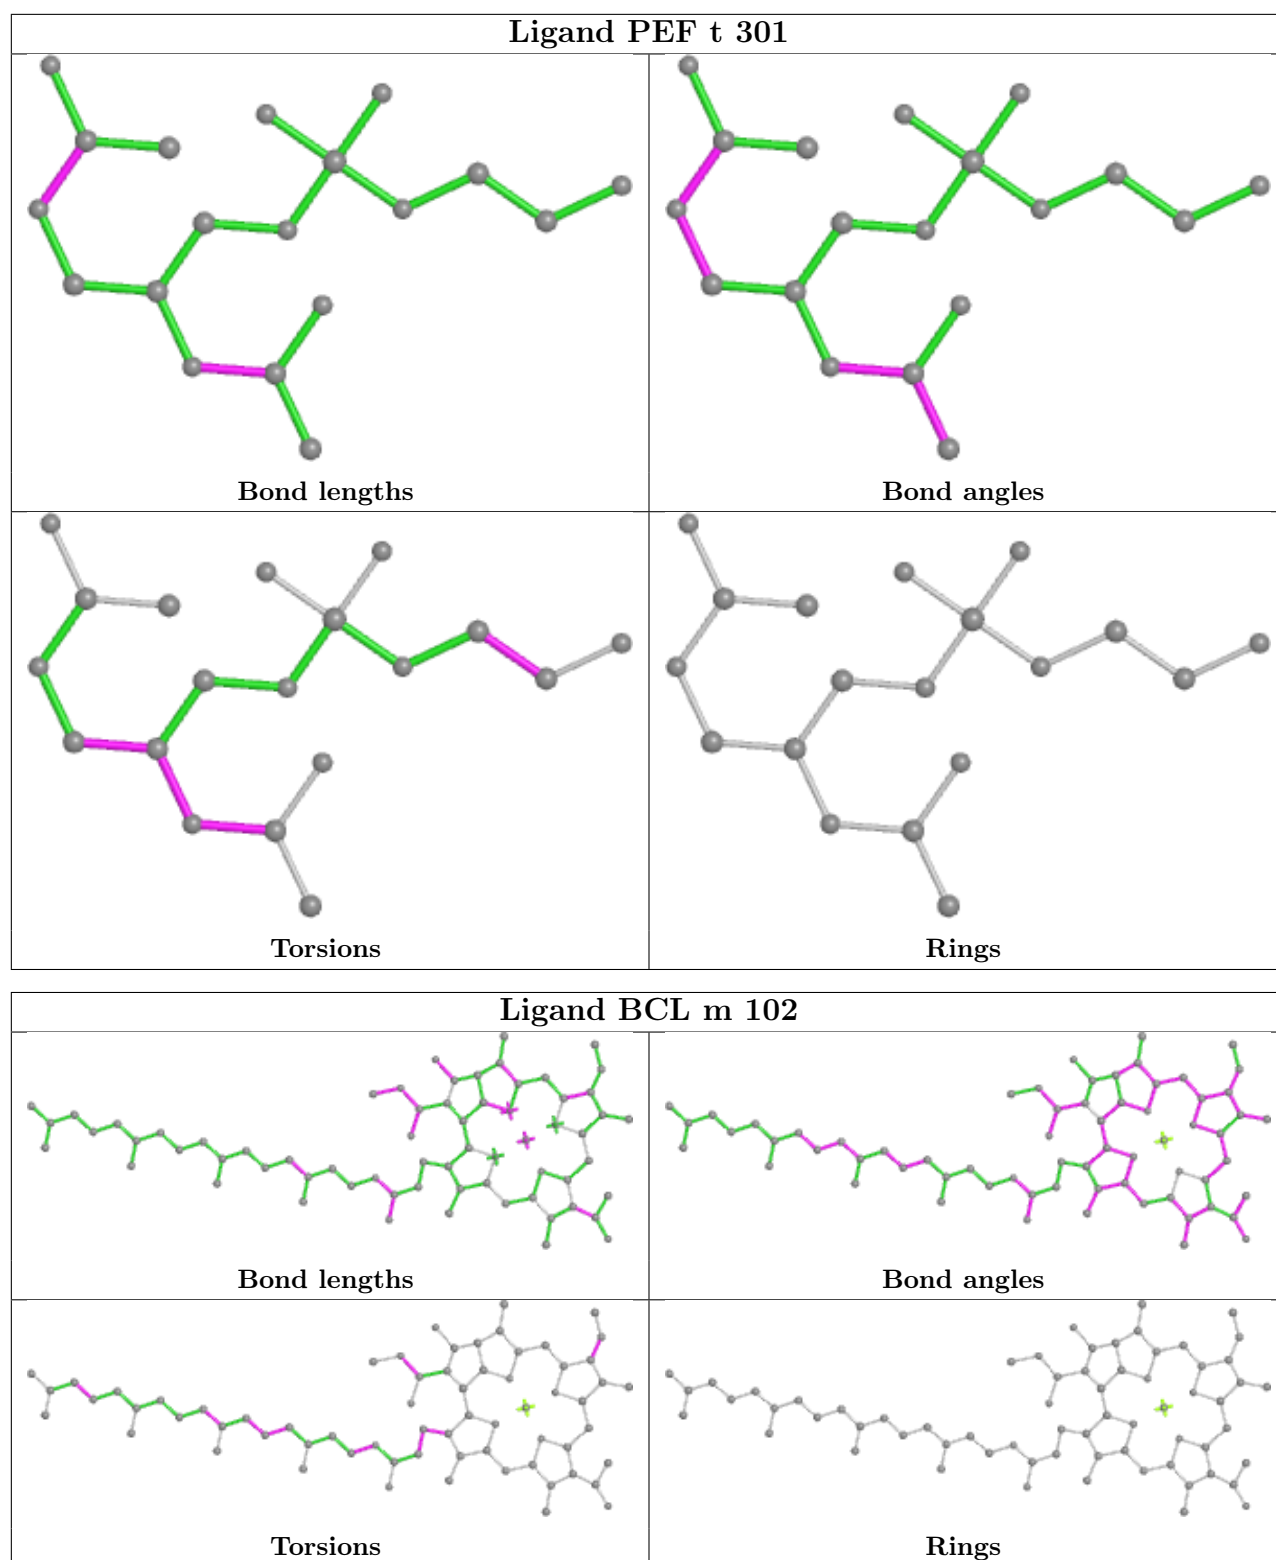 Ligand PEF t 301
Bond lengths
Bond angles
Torsions
Rings
Ligand BCL m 102
Bond lengths
Bond angles
Torsions
Rings